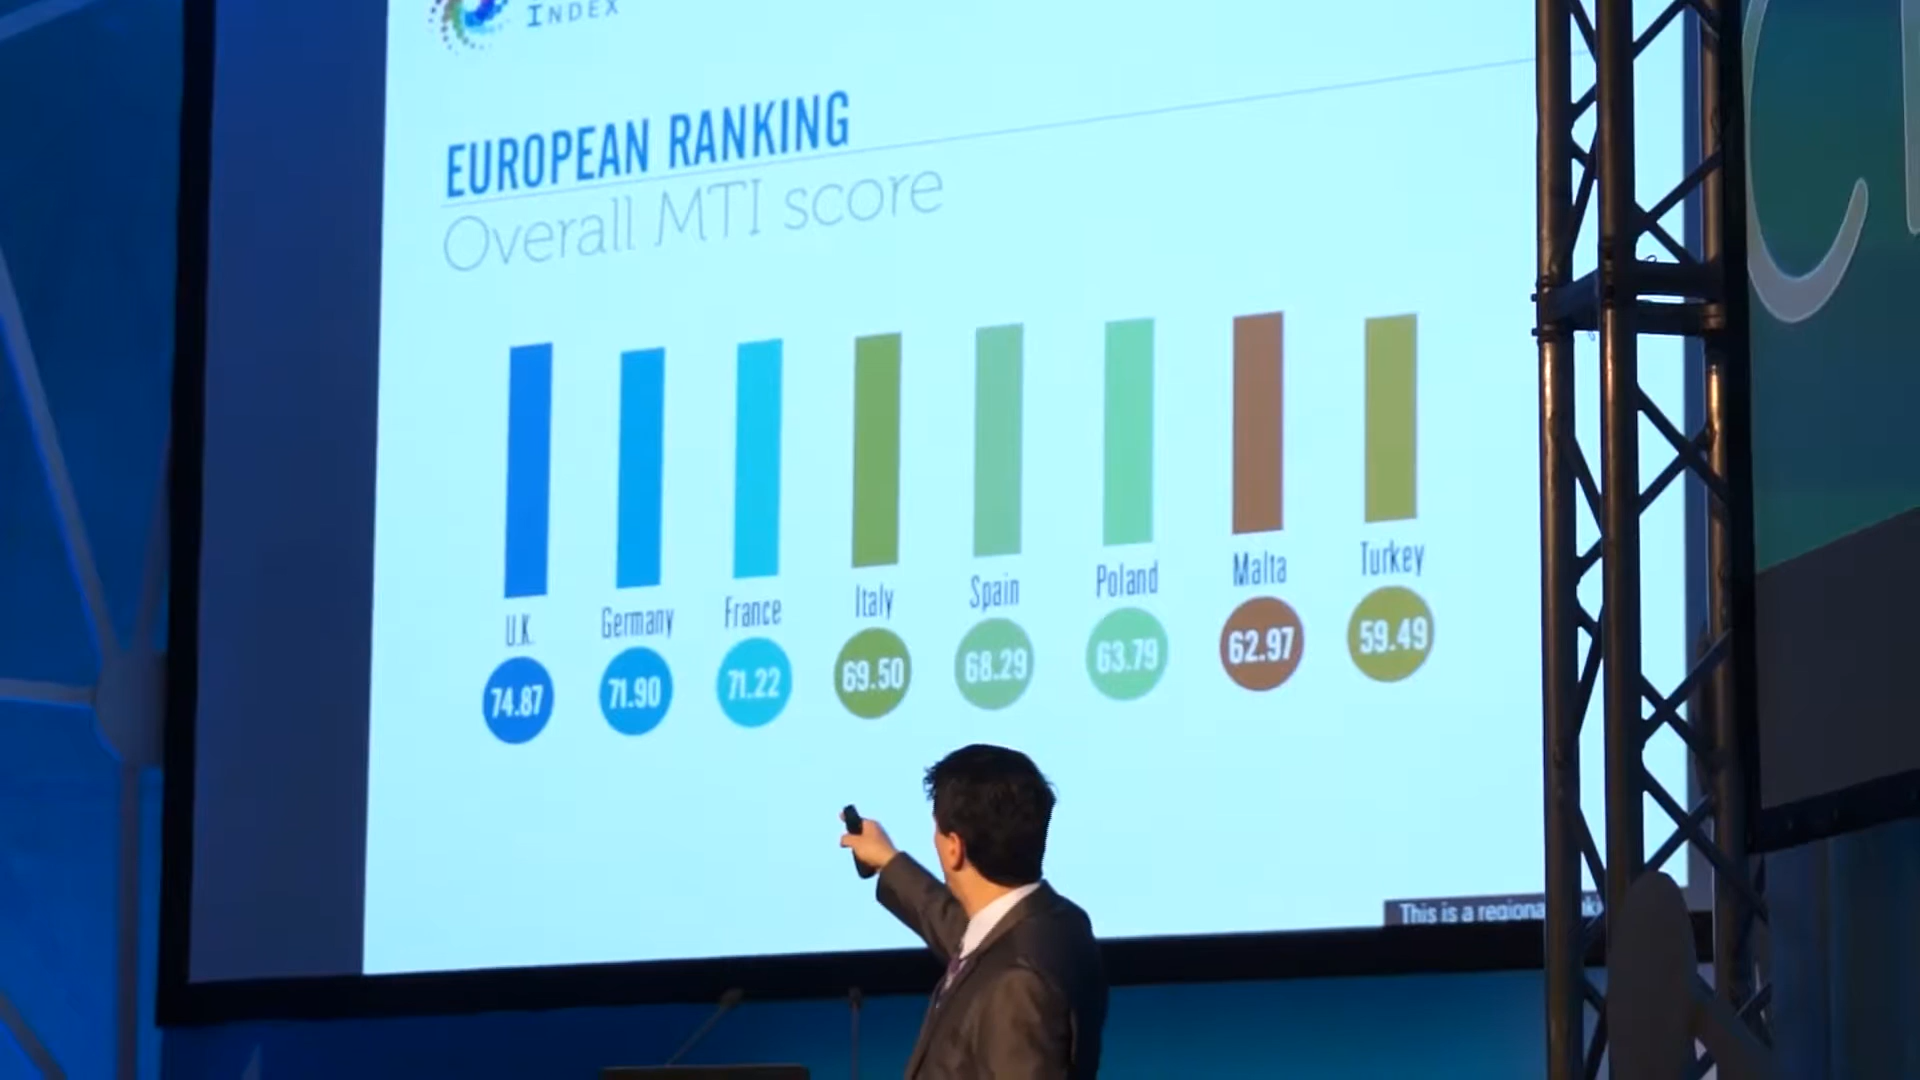 INDEX
EUROPEAN RANKING
Overall MTI score
U.K.
Germany
France
Italy
Spain
Poland
Malta
Turkey
74.87
71.90
71.22
69.50
68.29
63.79
62.97
59.49
This is a regional